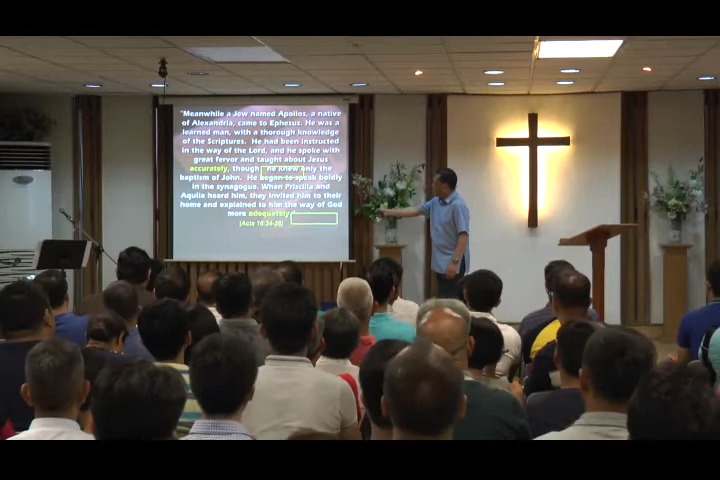 "Meanwhile a Jew named Apollos, a native
of Alexandria, came to Ephesus. He was a
learned man, with a thorough knowledge
of the Scriptures. He had been instructed
in the way of the Lord, and he spoke with
great fervor and taught about Jesus
accurately, though he knew only the
baptism of John. He began to speak boldly
in the synagogue. When Priscilla and
Aquila heard him, they invited him to their
home and explained to him the way of God
more adequately."
(Acts 18:24-26)